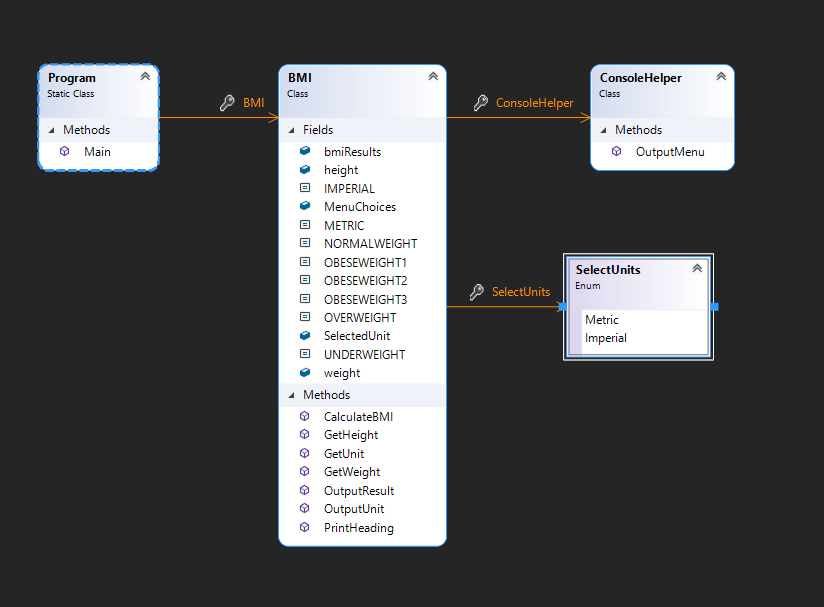 Program
Static Class
Methods
Main
BMI
BMI
Class
Fields
bmiResults
height
IMPERIAL
MenuChoices
METRIC
NORMALWEIGHT
OBESEWEIGHT1
OBESEWEIGHT2
OBESEWEIGHT3
OVERWEIGHT
SelectedUnit
UNDERWEIGHT
weight
Methods
CalculateBMI
GetHeight
GetUnit
GetWeight
OutputResult
OutputUnit
PrintHeading
ConsoleHelper
ConsoleHelper
Class
Methods
OutputMenu
SelectUnits
SelectUnits
Enum
Metric
Imperial